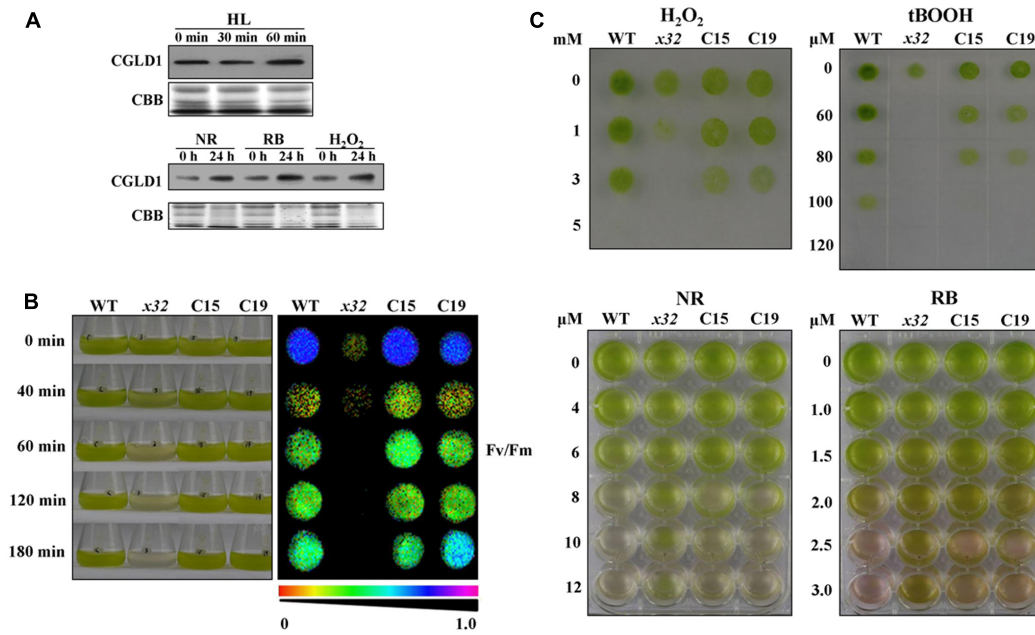 A
HL
0 min 30 min 60 min
CGLD1
CBB
NR RB H₂O₂
0 h 24 h 0 h 24 h 0 h 24 h
CGLD1
CBB
B
WT x32 C15 C19 WT x32 C15 C19
0 min
40 min
60 min
120 min
180 min
Fv/Fm
0 1.0
C
H₂O₂
mM WT x32 C15 C19
0
1
3
5
tBOOH
µM WT x32 C15 C19
0
60
80
100
120
NR
µM WT x32 C15 C19
0
4
6
8
10
12
RB
µM WT x32 C15 C19
0
1.0
1.5
2.0
2.5
3.0